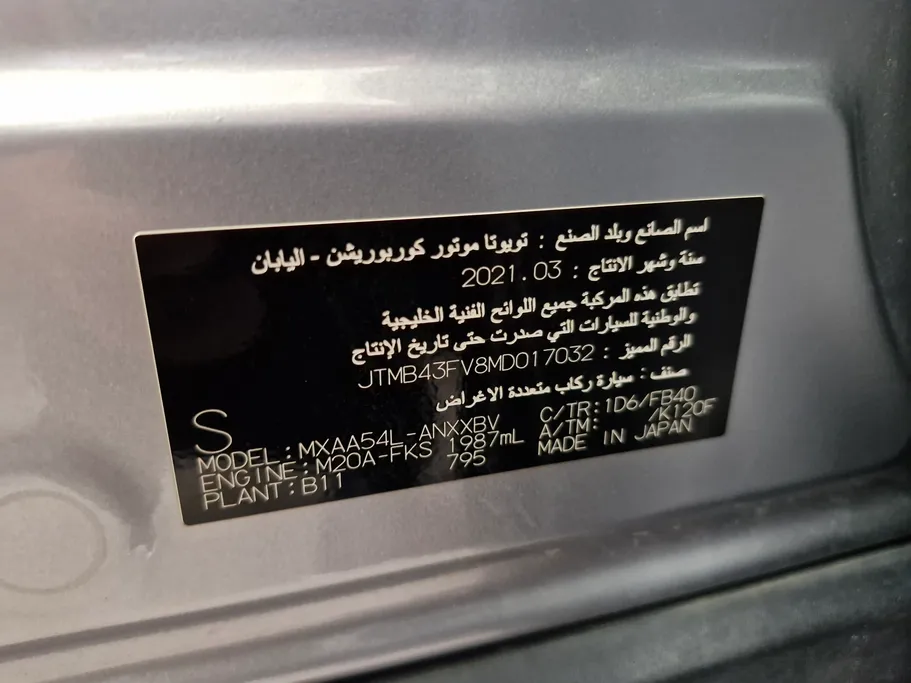 اسم الصانع وبلد الصنع : تويوتا موتور كوربوريشن - اليابان
سنة وشهر الانتاج : 2021.03
تطابق هذه المركبة جميع اللوائح الفنية الخليجية
والوطنية للسيارات التي صدرت حتى تاريخ الإنتاج
الرقم المميز : JTMB43FV8MD017032
صنف : سيارة ركاب متعددة الاغراض
S
MODEL:MXAA54L-ANXXBV C/TR:1D6/FB40
ENGINE:M20A-FKS 1987mL A/TM: /K120F
PLANT:B11 795 MADE IN JAPAN